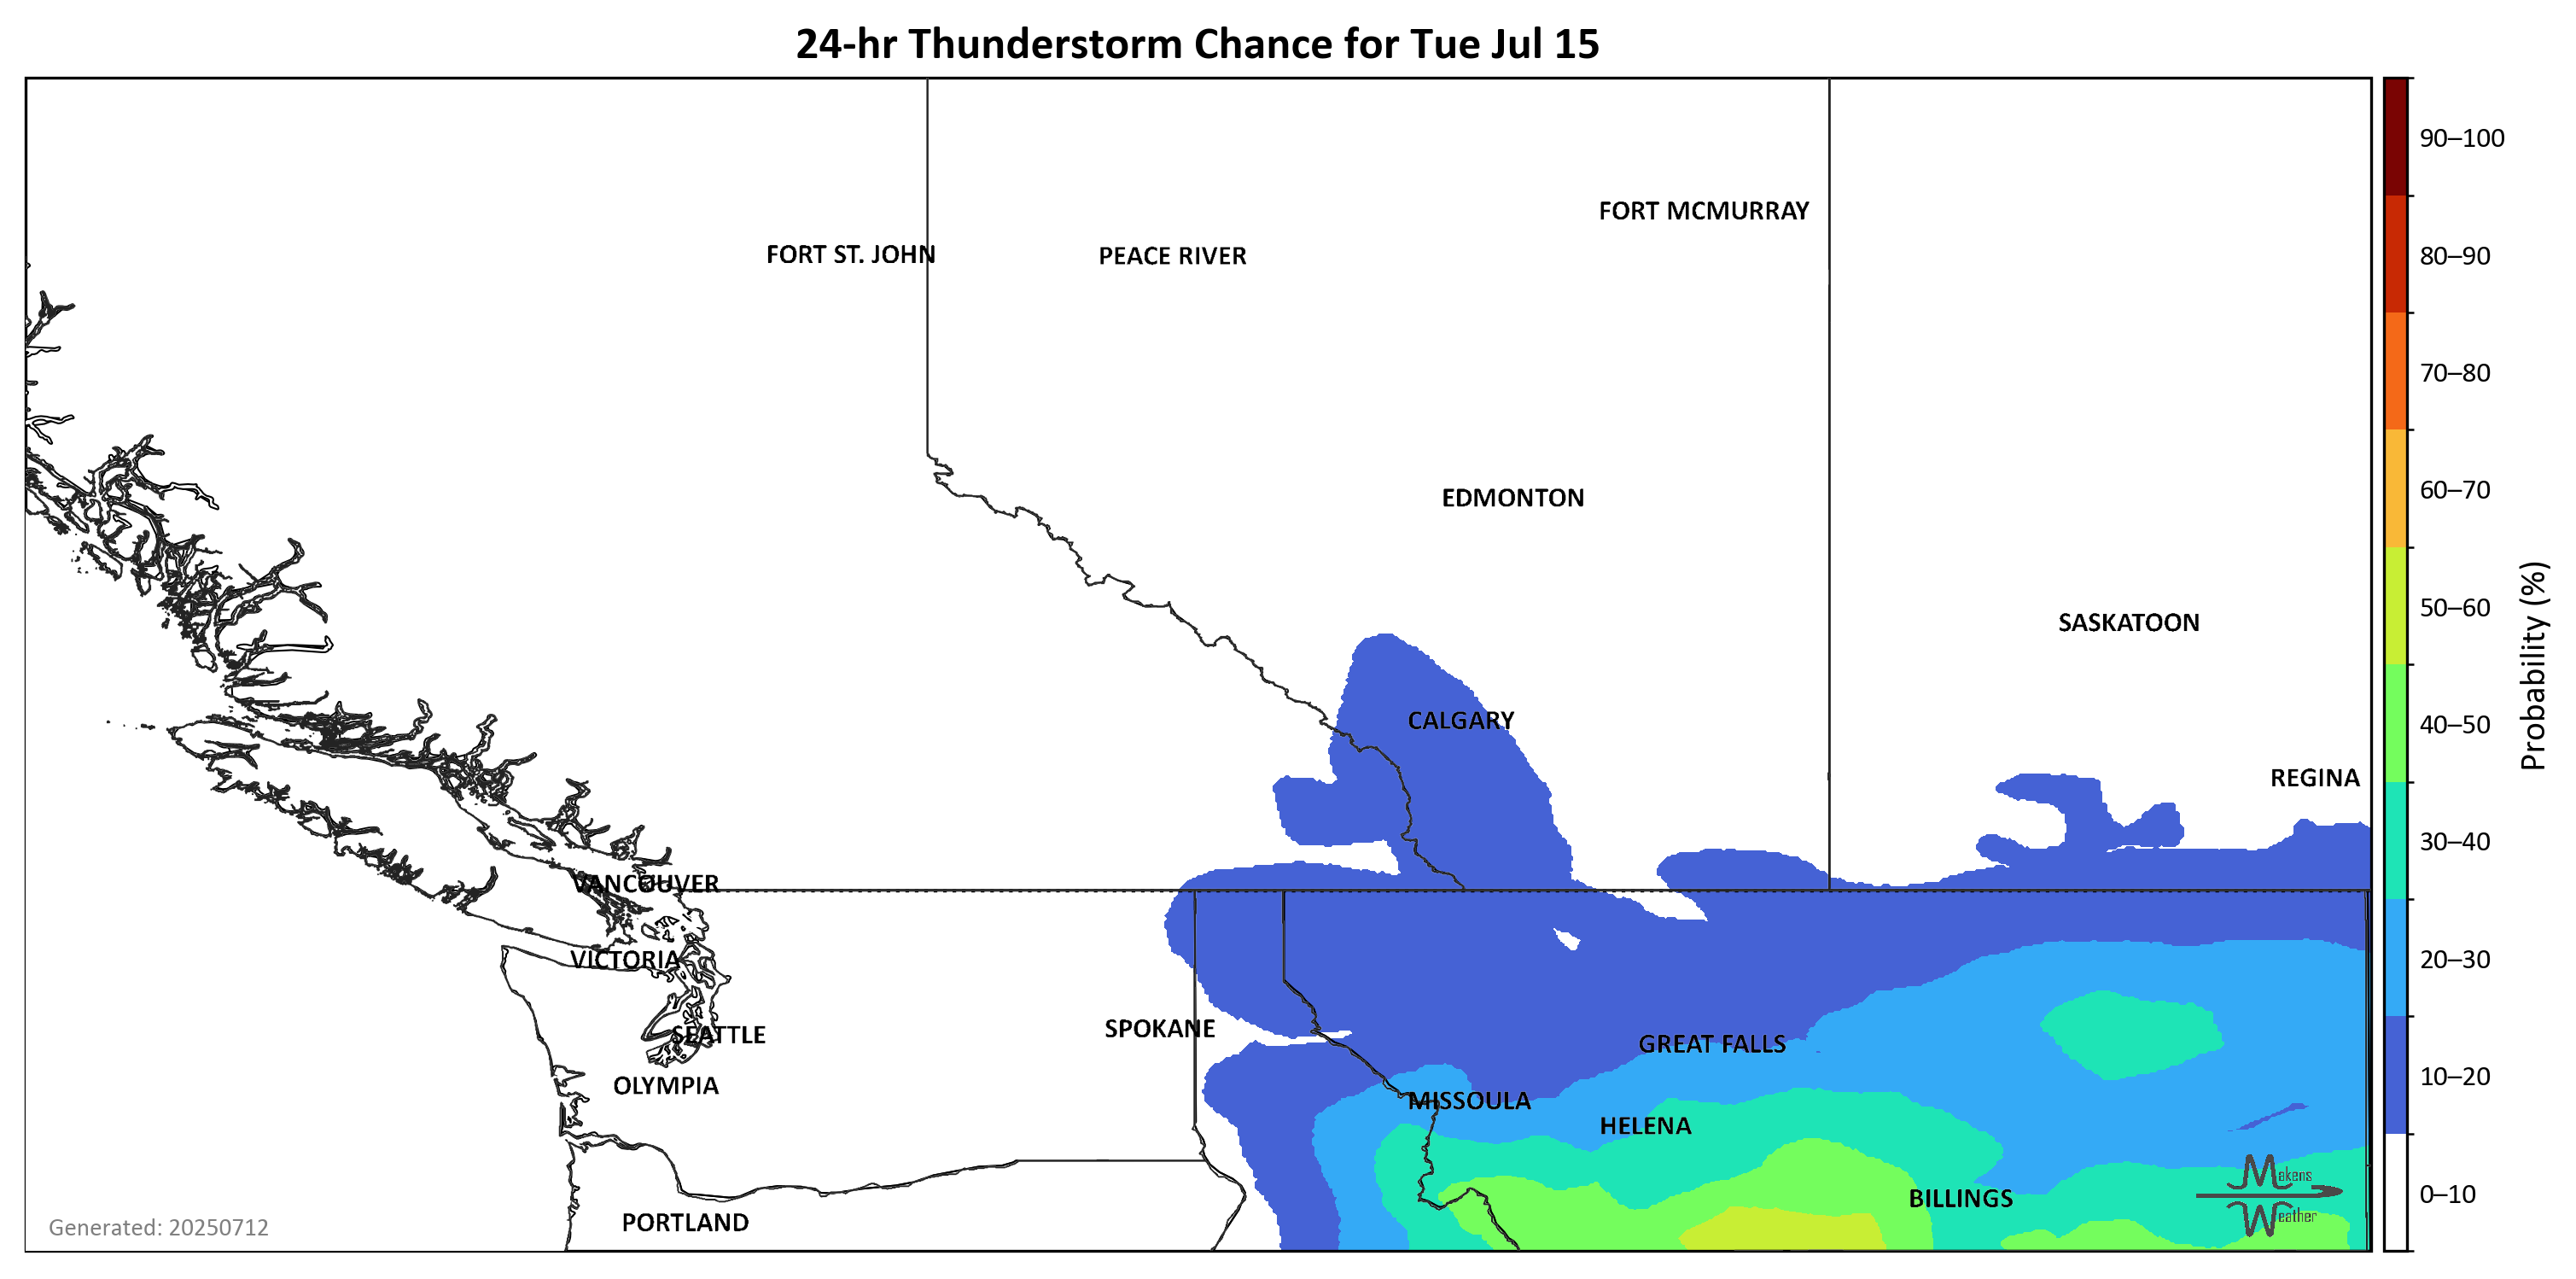 24-hr Thunderstorm Chance for Tue Jul 15
90–100
FORT MCMURRAY
FORT ST. JOHN
PEACE RIVER
80–90
70–80
EDMONTON
60–70
SASKATOON
50–60
CALGARY
40–50
Probability (%)
REGINA
30–40
VANCOUVER
VICTORIA
20–30
SPOKANE
SEATTLE
GREAT FALLS
OLYMPIA
10–20
MISSOULA
HELENA
Makens
Weather
BILLINGS
0–10
PORTLAND
Generated: 20250712